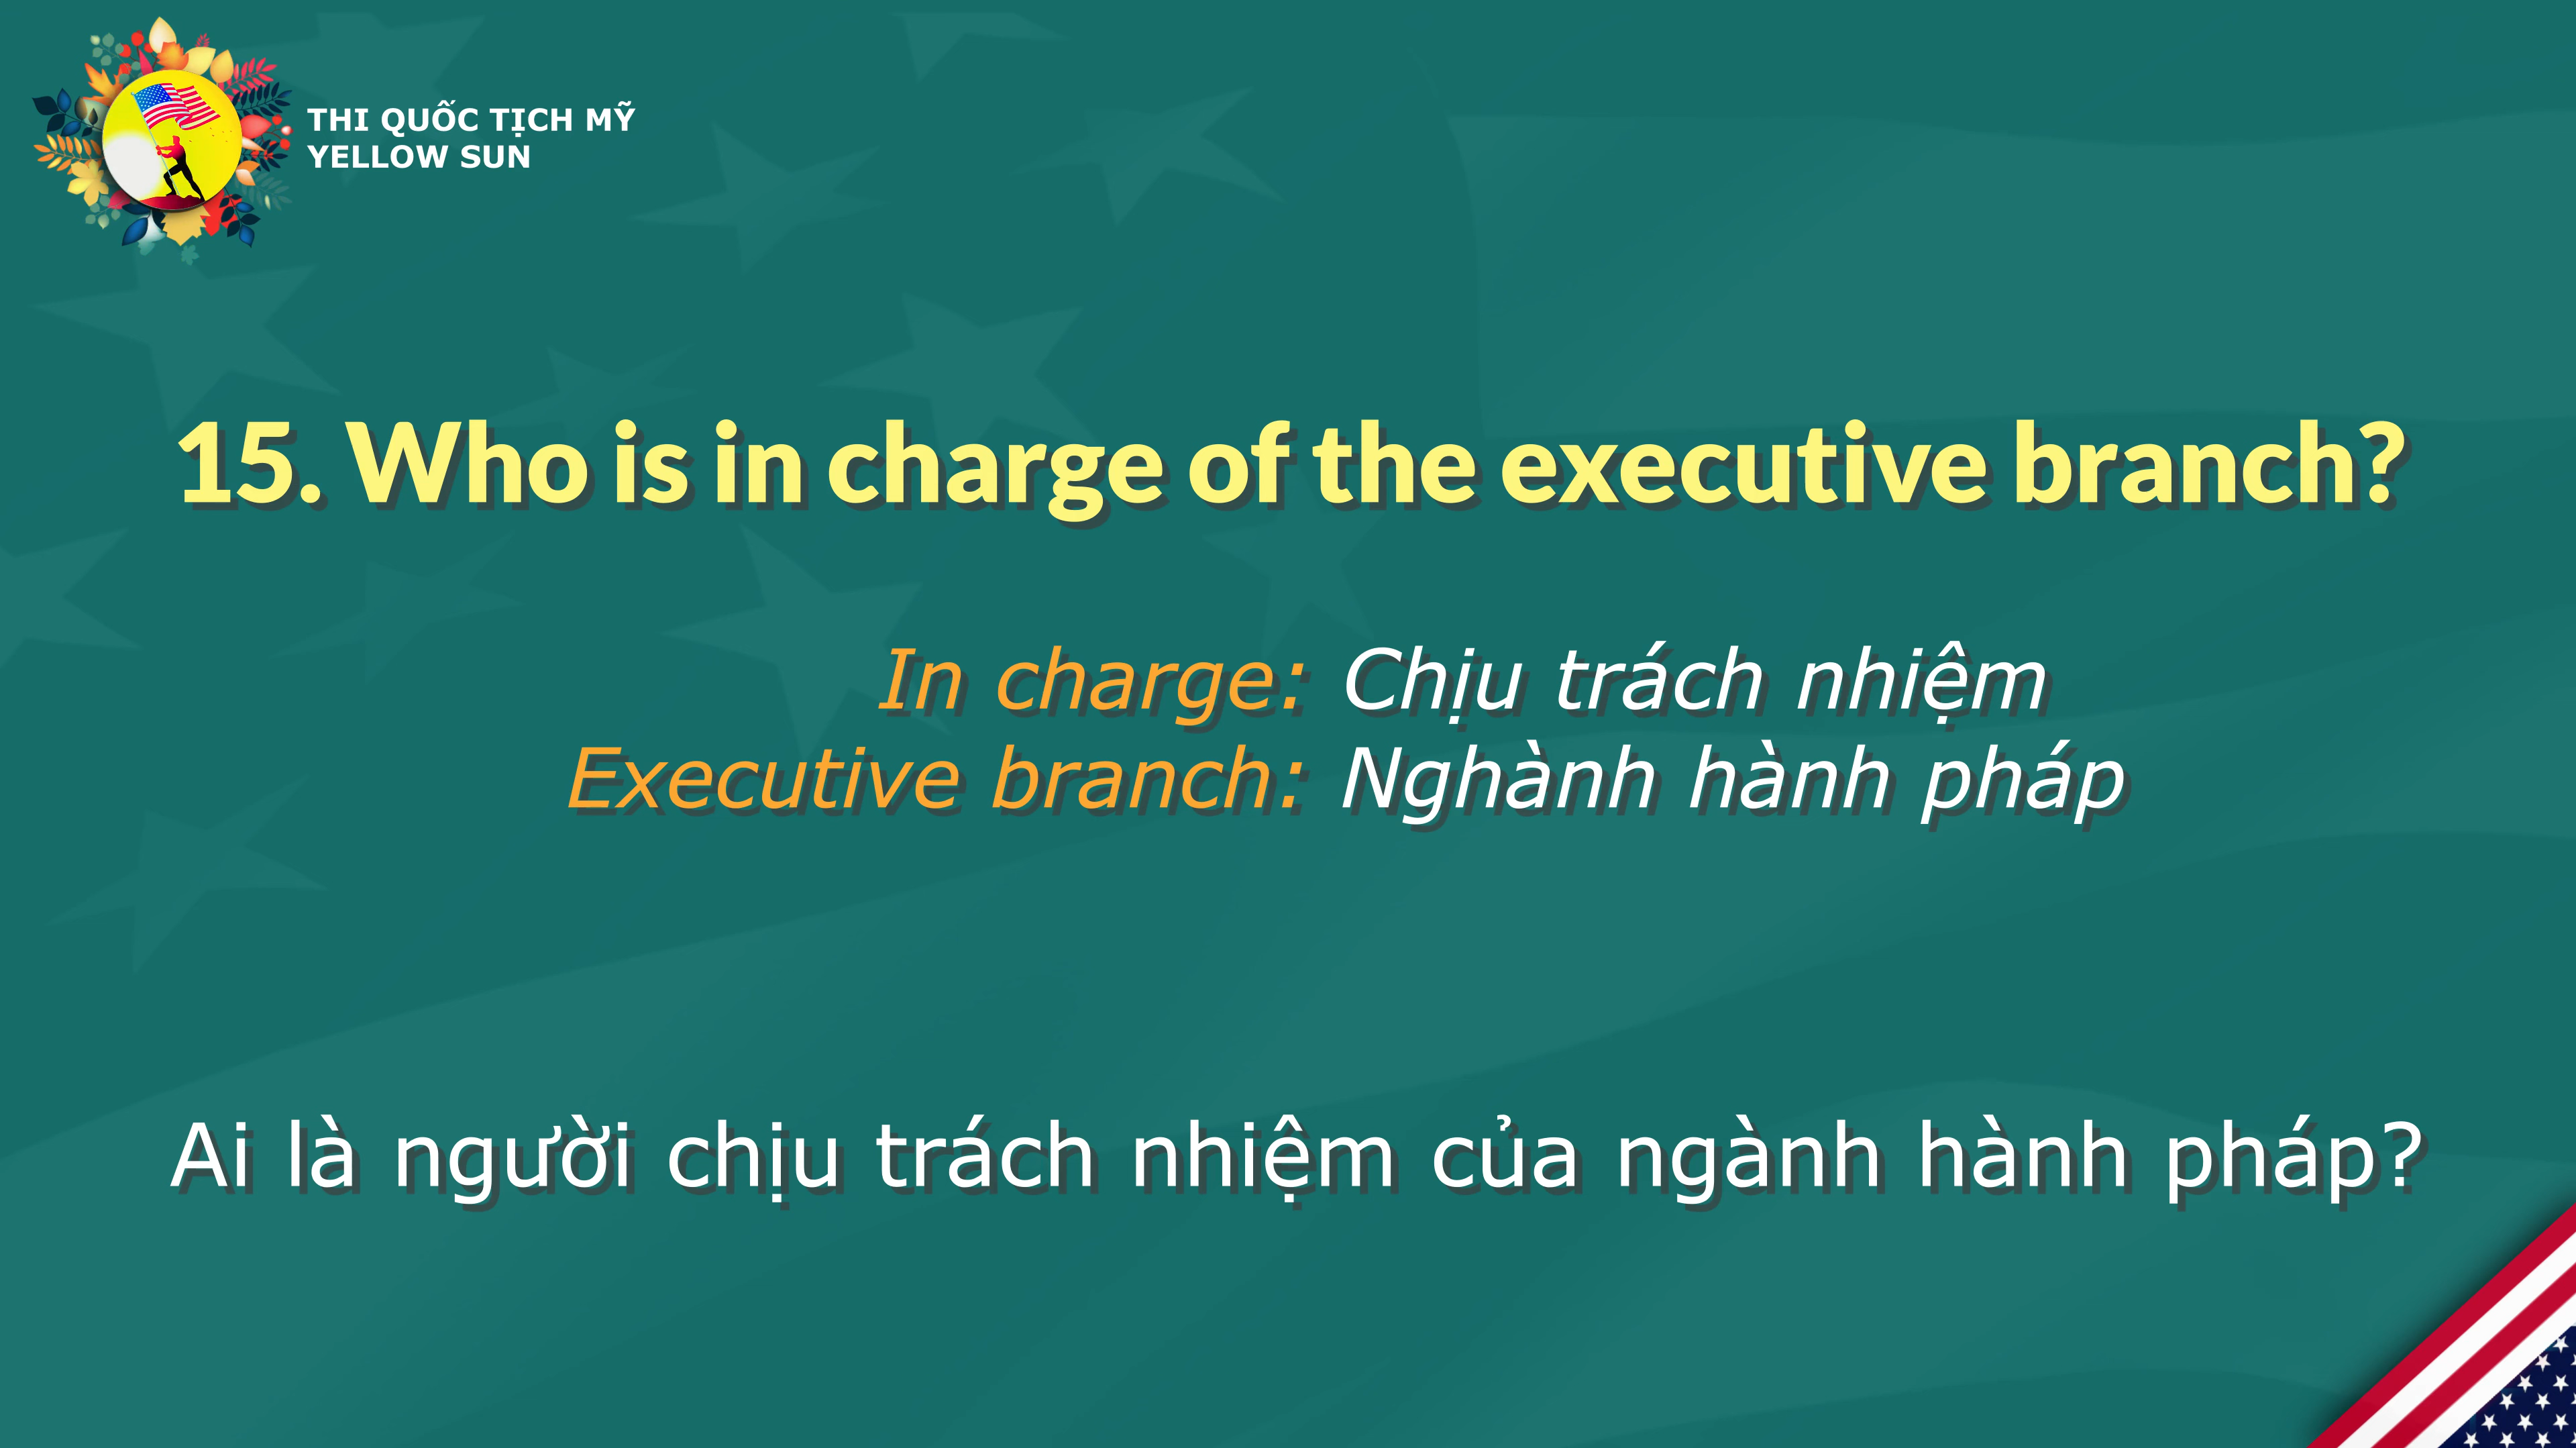 THI QUỐC TỊCH MỸ
YELLOW SUN
15. Who is in charge of the executive branch?
In charge: Chịu trách nhiệm
Executive branch: Nghành hành pháp
Ai là người chịu trách nhiệm của ngành hành pháp?